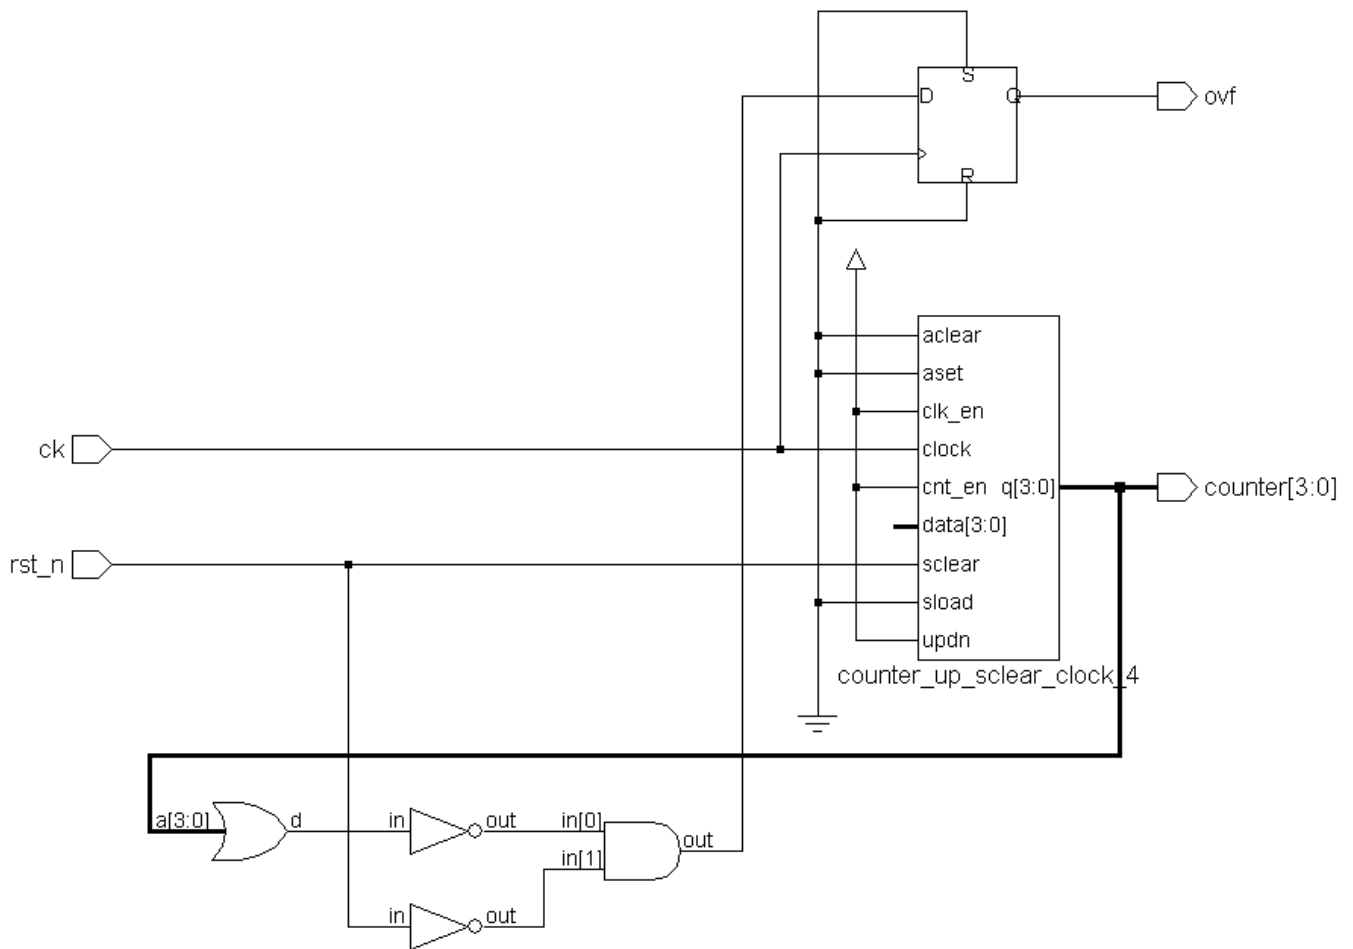 S
D
Q
ovf
R
aclear
aset
clk_en
ck
clock
cnt_en q[3:0]
counter[3:0]
data[3:0]
rst_n
sclear
sload
updn
counter_up_sclear_clock_4
a[3:0]
d
in
out
in[0]
out
in[1]
in
out